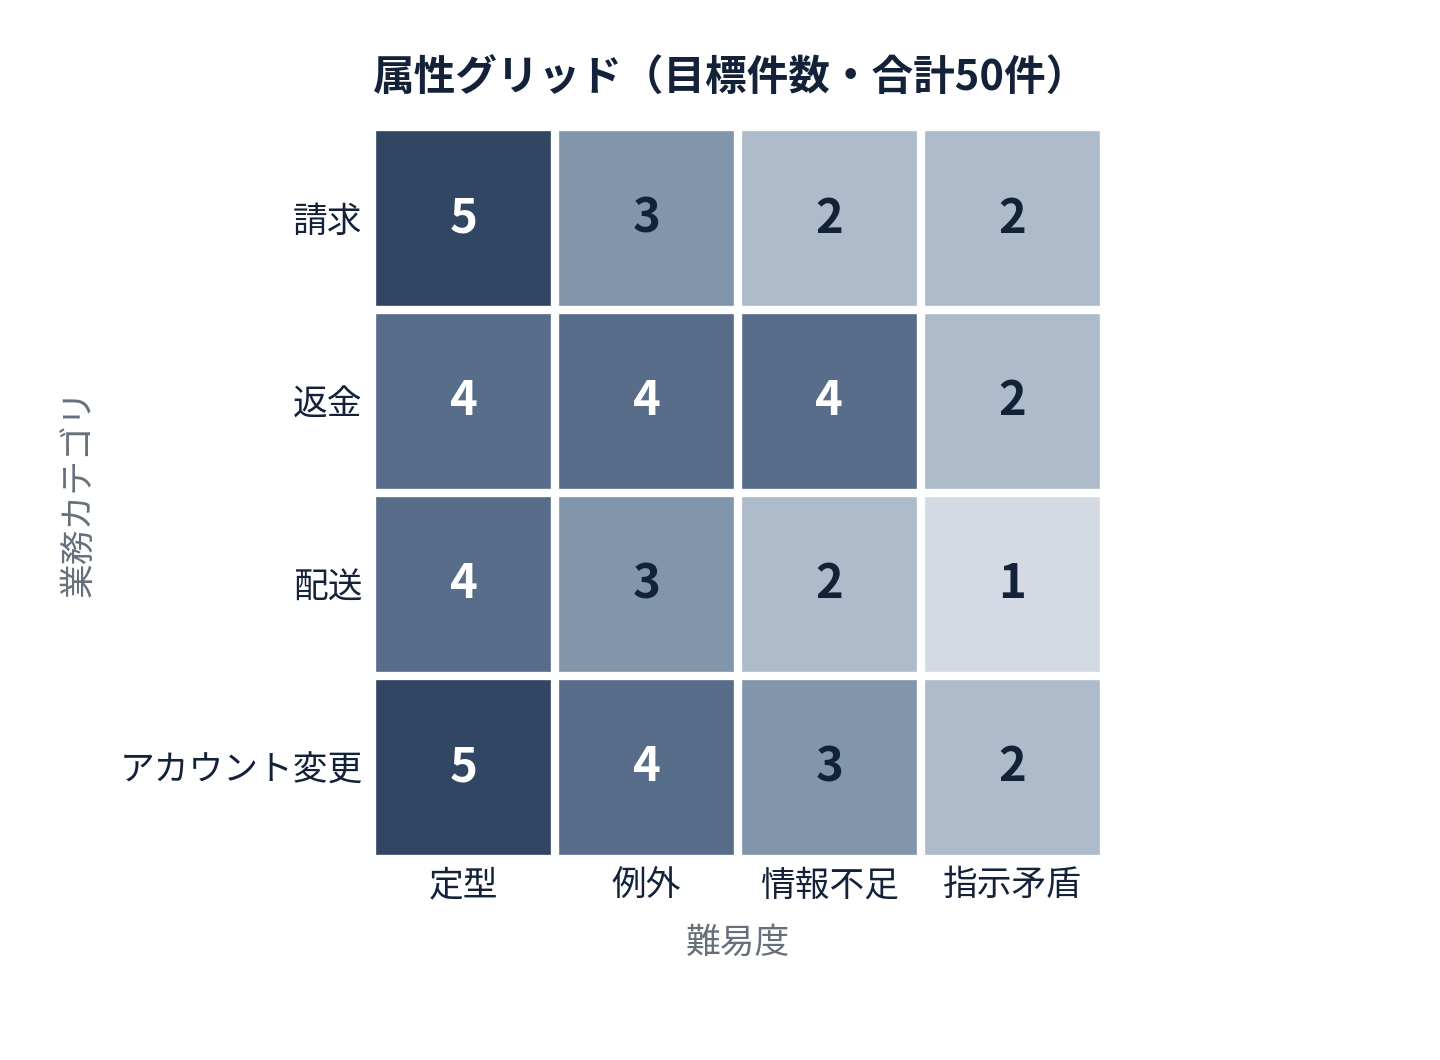 属性グリッド（目標件数・合計50件）
業務カテゴリ
請求 5 3 2 2
返金 4 4 4 2
配送 4 3 2 1
アカウント変更 5 4 3 2
定型 例外 情報不足 指示矛盾
難易度